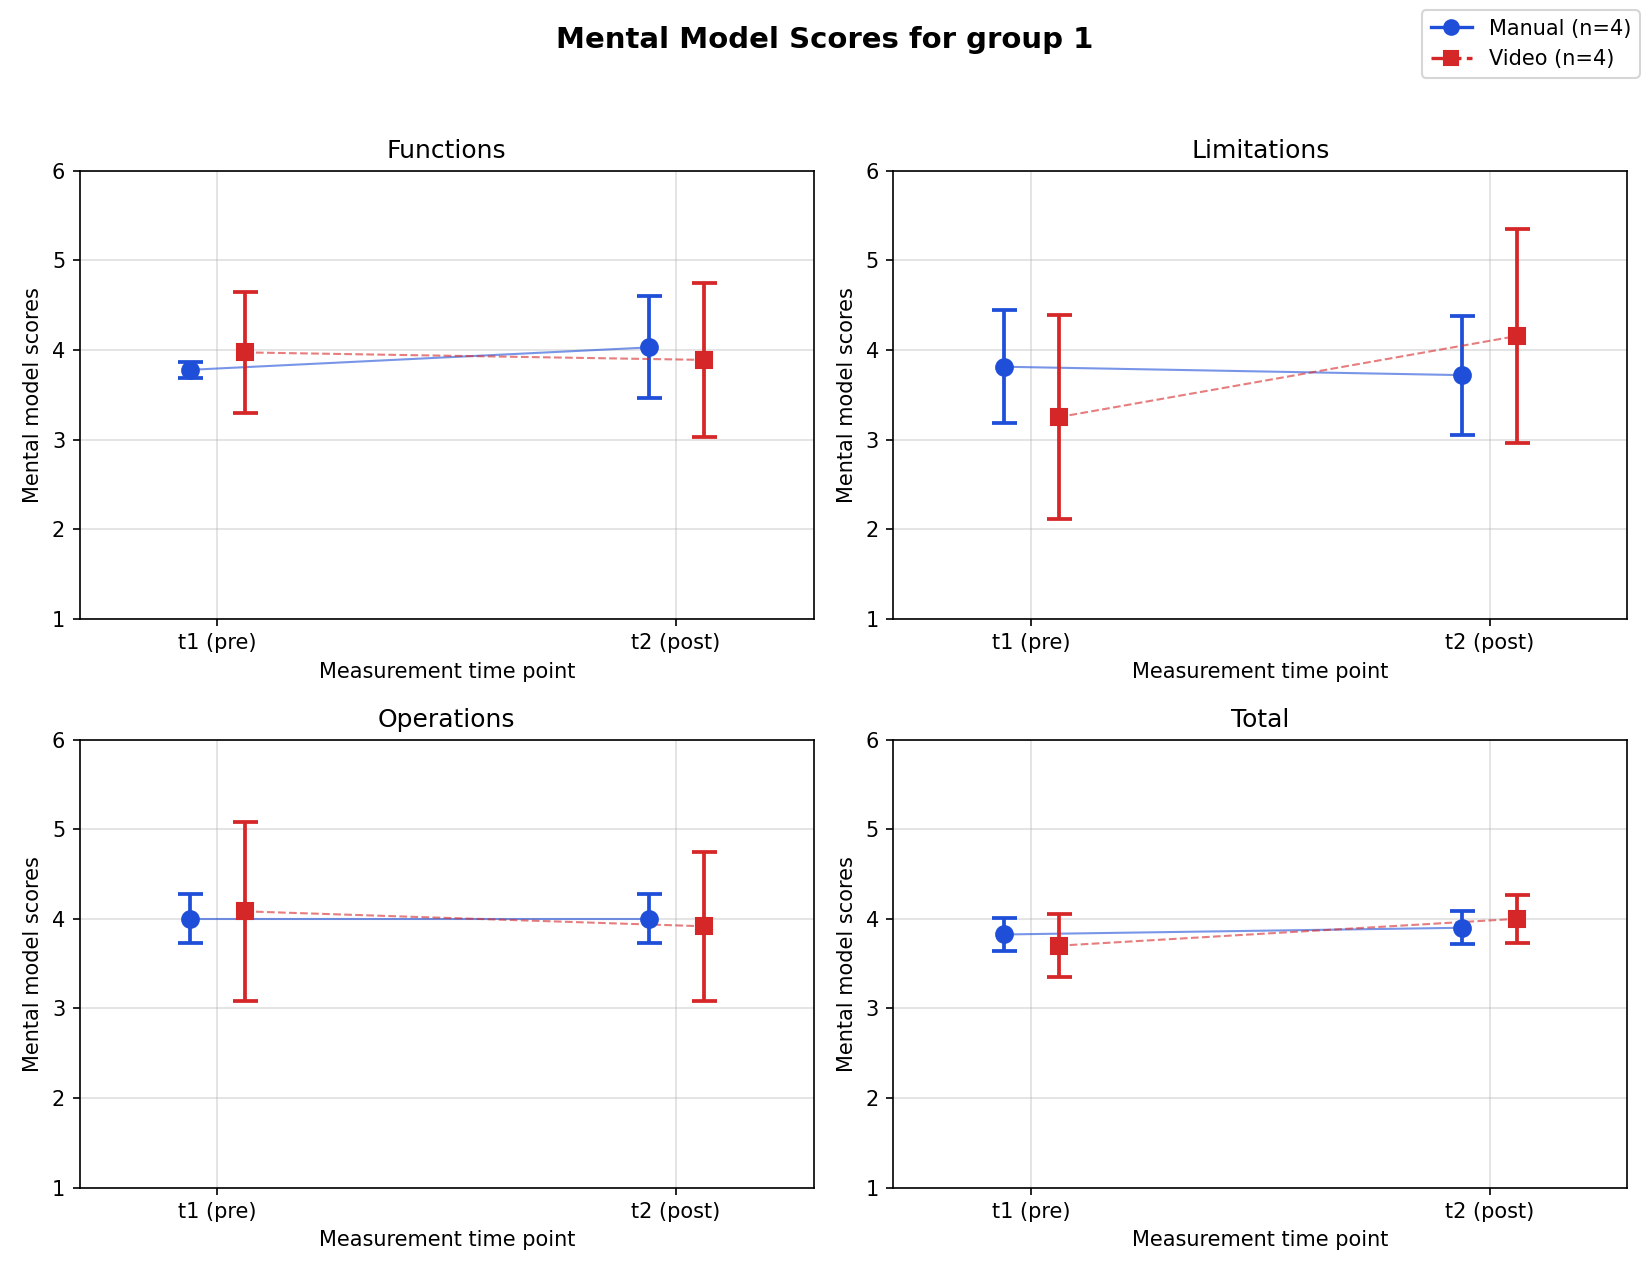 Mental Model Scores for group 1
Manual (n=4)
Video (n=4)
Functions
6
5
4
3
2
1
Mental model scores
t1 (pre)
t2 (post)
Measurement time point
Limitations
6
5
4
3
2
1
Mental model scores
t1 (pre)
t2 (post)
Measurement time point
Operations
6
5
4
3
2
1
Mental model scores
t1 (pre)
t2 (post)
Measurement time point
Total
6
5
4
3
2
1
Mental model scores
t1 (pre)
t2 (post)
Measurement time point